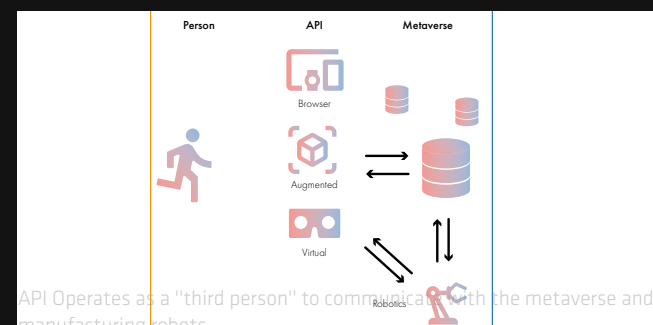 Person API Metaverse
Browser
Augmented
Virtual
Robotics
API Operates as a "third person" to communicate with the metaverse and
manufacturing robots